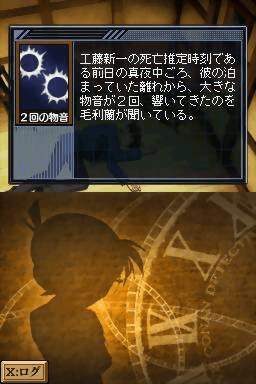 工藤新一の死亡推定時刻であ
る前日の真夜中ごろ、彼の泊
まっていた離れから、大きな
物音が２回、響いてきたのを
毛利蘭が聞いている。
２回の物音
X:ログ